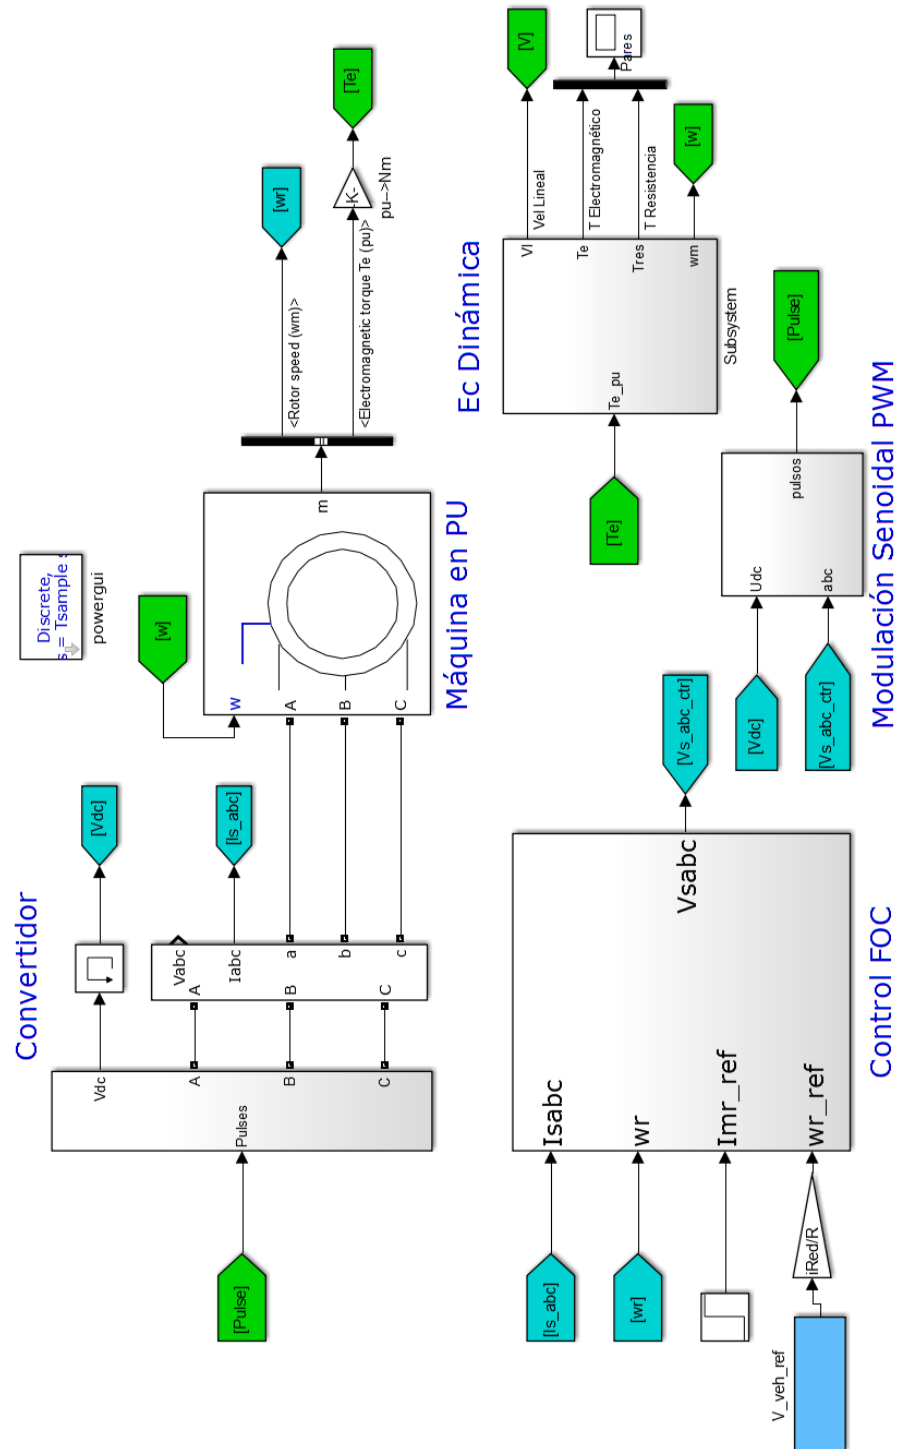 Convertidor
[Pulse]
Pulses
Vdc
A
B
C
[Vdc]
Vabc
Iabc
A
B
C
a
b
c
[Is_abc]
Discrete,
s = Tsample s
powergui
[w]
w
A
B
C
m
Máquina en PU
<Rotor speed (wm)>
<Electromagnetic torque Te (pu)>
[wr]
-K-
pu-->Nm
[Te]
[Is_abc]
[wr]
V_veh_ref
iRed/R
Isabc
wr
Imr_ref
wr_ref
Vsabc
Control FOC
[Vs_abc_ctr]
Ec Dinámica
[Te]
Te_pu
Vl
Te
Tres
wm
Subsystem
Vel Lineal
T Electromagnético
T Resistencia
[V]
Pares
[w]
[Vdc]
[Vs_abc_ctr]
Udc
abc
pulsos
[Pulse]
Modulación Senoidal PWM